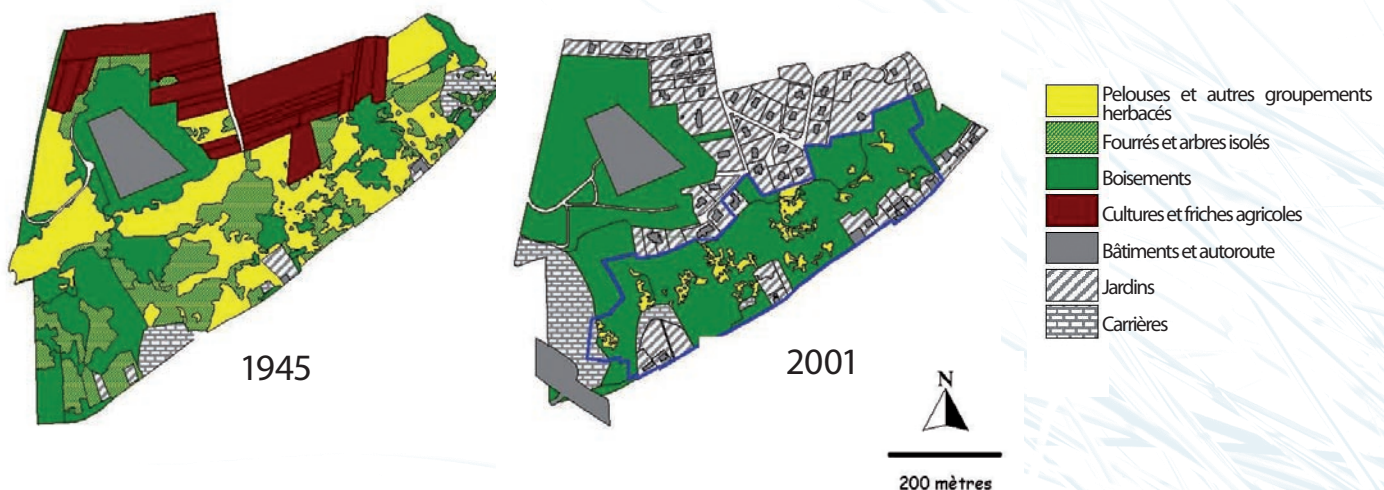 1945
2001
N
200 mètres
Pelouses et autres groupements
herbacés
Fourrés et arbres isolés
Boisements
Cultures et friches agricoles
Bâtiments et autoroute
Jardins
Carrières